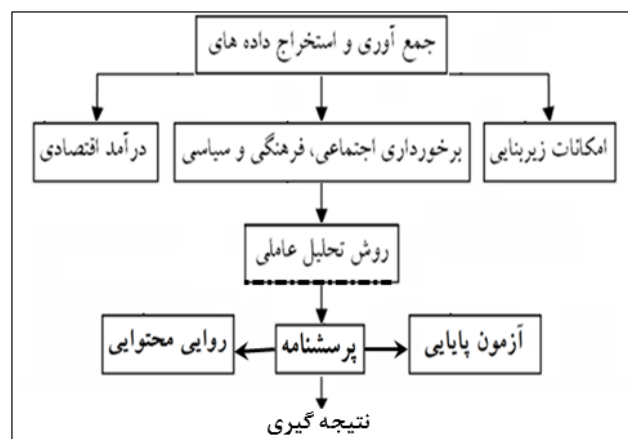 جمع آوری و استخراج داده های
امکانات زیربنایی
برخورداری اجتماعی، فرهنگی و سیاسی
درآمد اقتصادی
روش تحلیل عاملی
آزمون پایایی
پرسشنامه
روایی محتوایی
نتیجه گیری